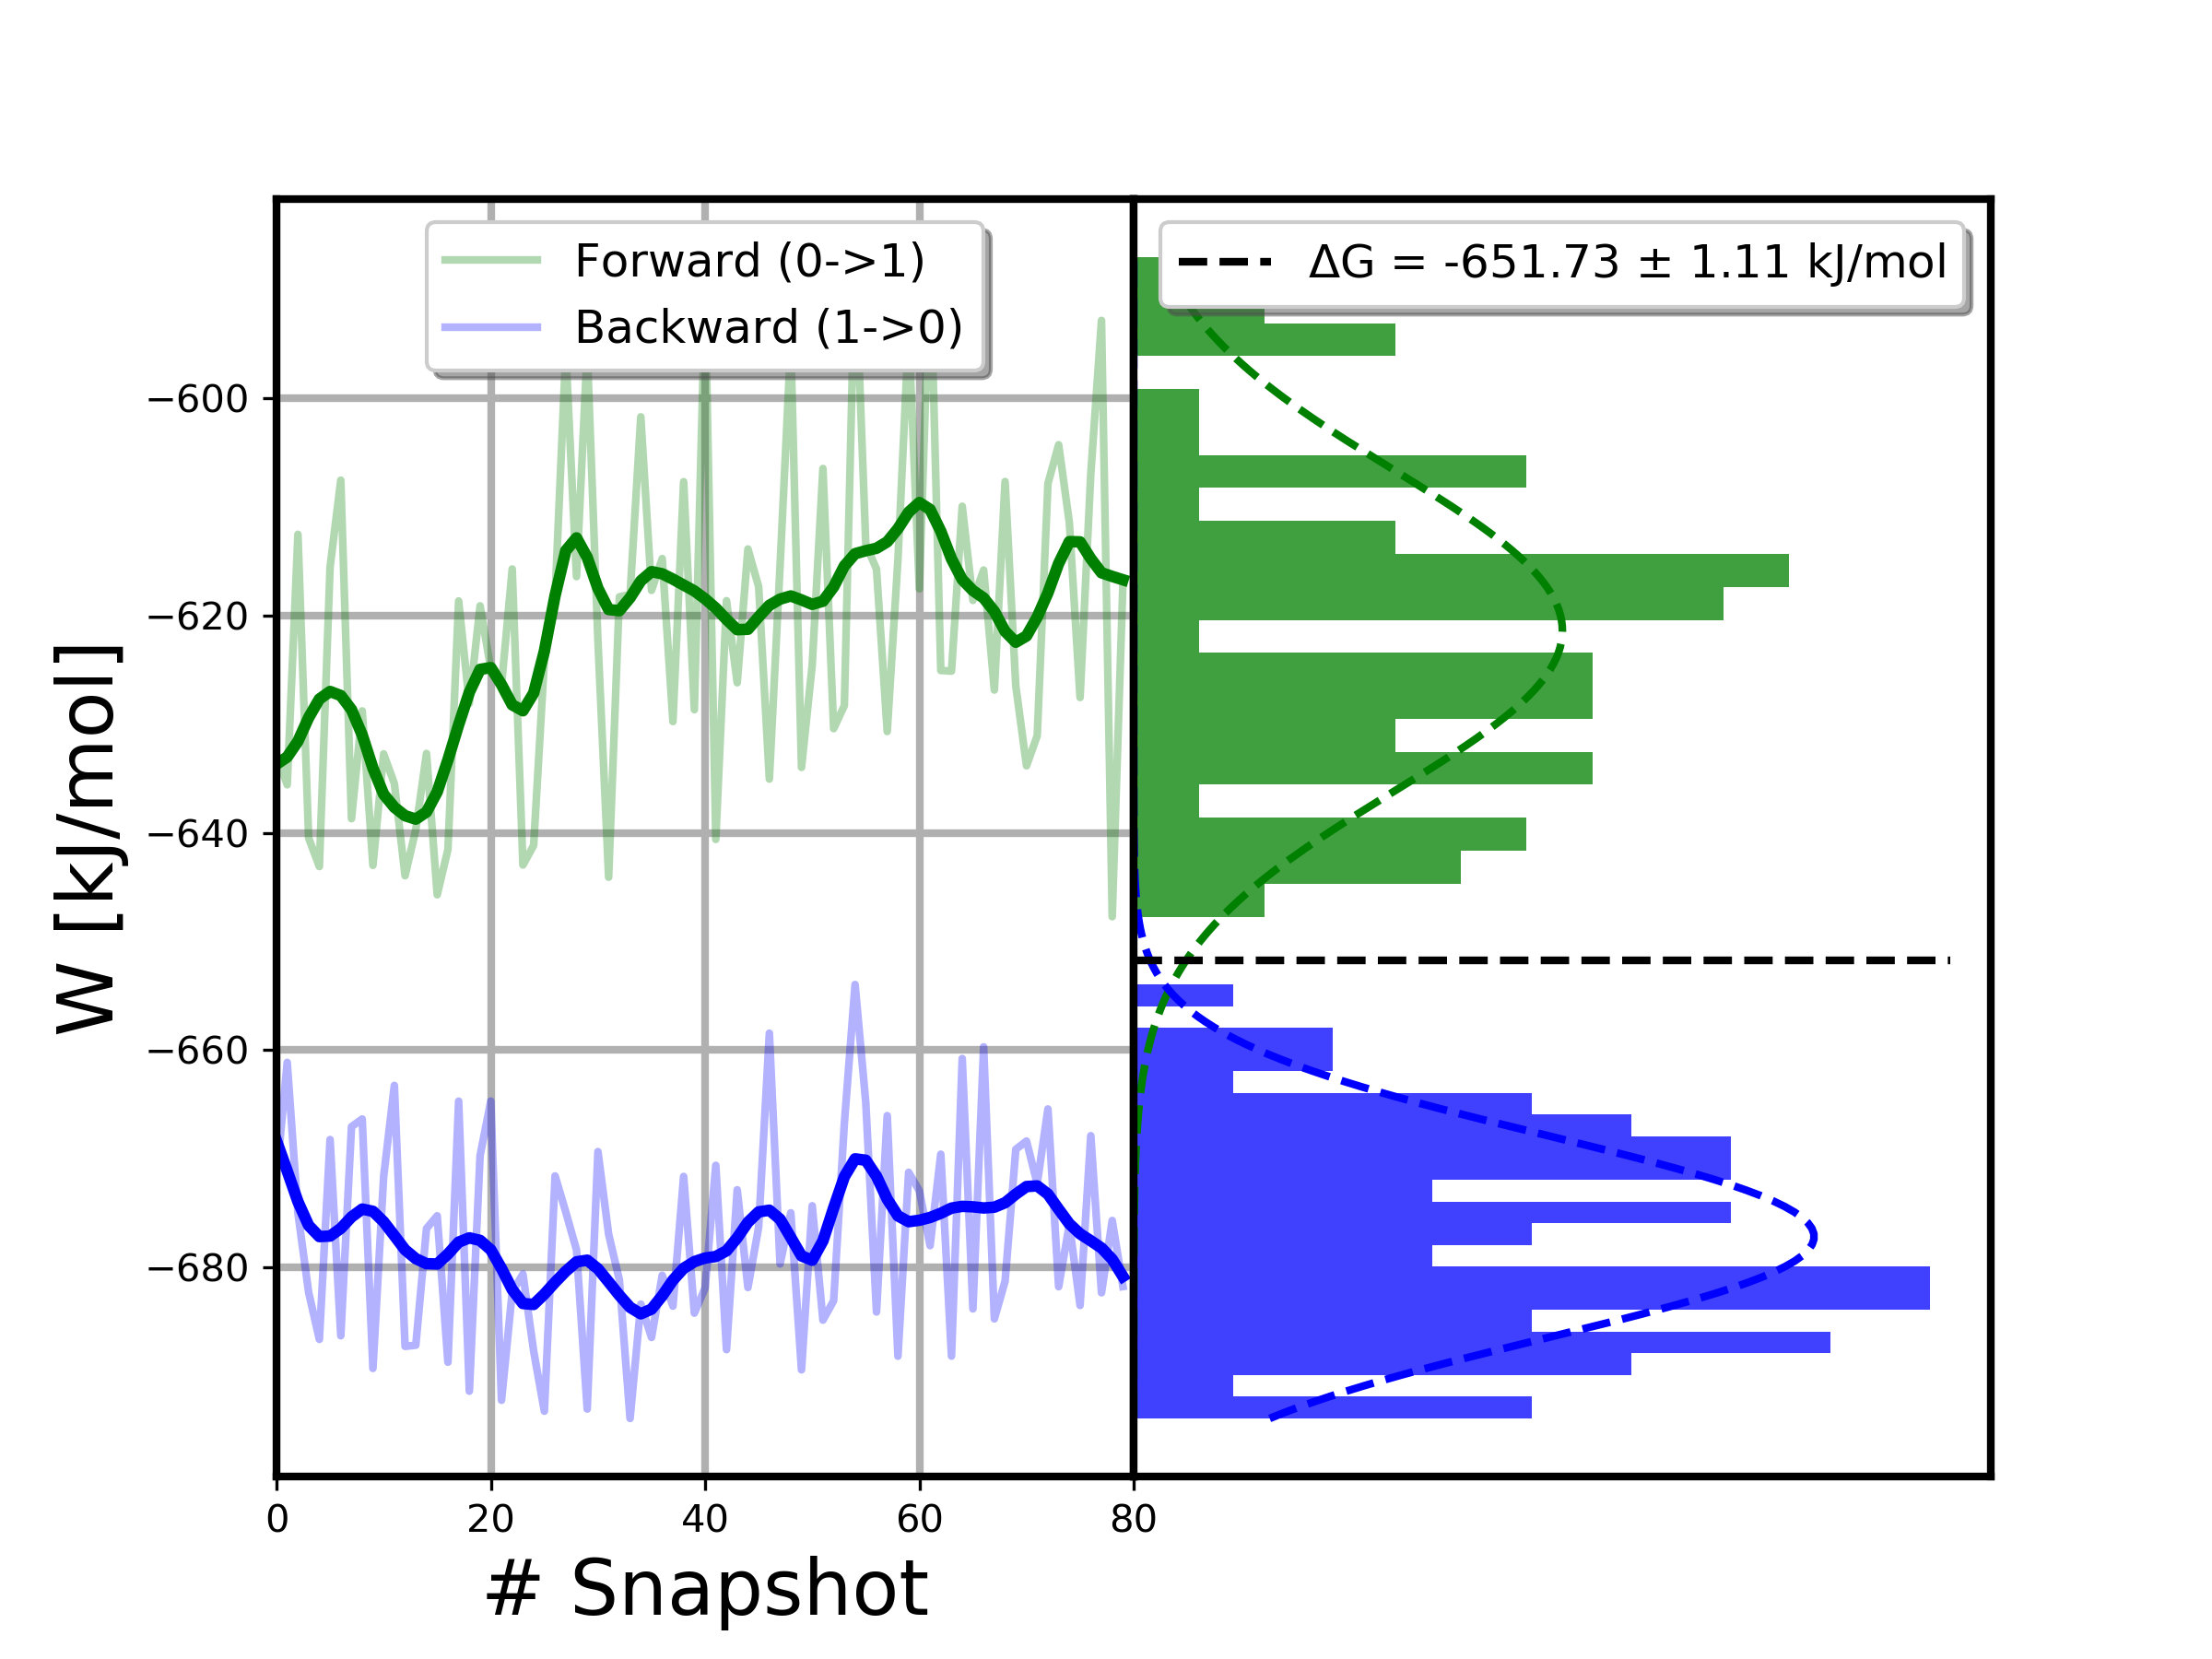 Forward (0->1)
Backward (1->0)
ΔG = -651.73 ± 1.11 kJ/mol
−600
−620
−640
−660
−680
W [kJ/mol]
0 20 40 60 80
# Snapshot